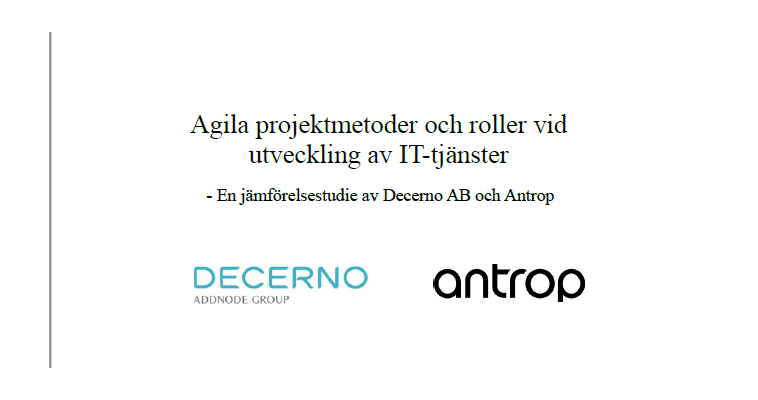 Agila projektmetoder och roller vid
utveckling av IT-tjänster
- En jämförelsestudie av Decerno AB och Antrop
DECERNO
ADDNODE GROUP
antrop